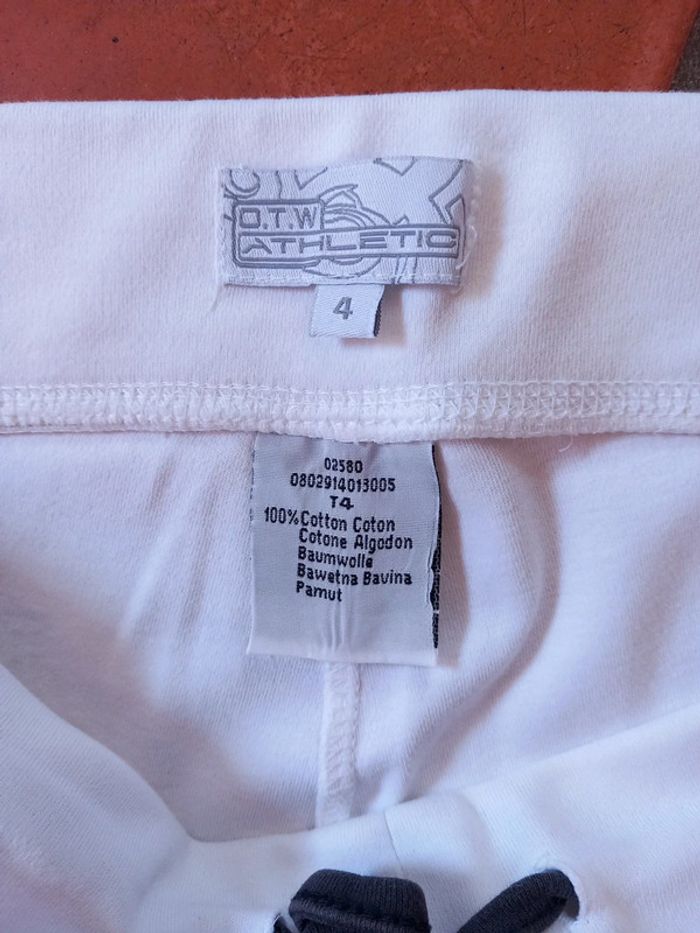 O.T.W
ATHLETIC
4
02580
0802914013005
T4
100%Cotton Coton
Cotone Algodon
Baumwolle
Bawetna Bavina
Pamut